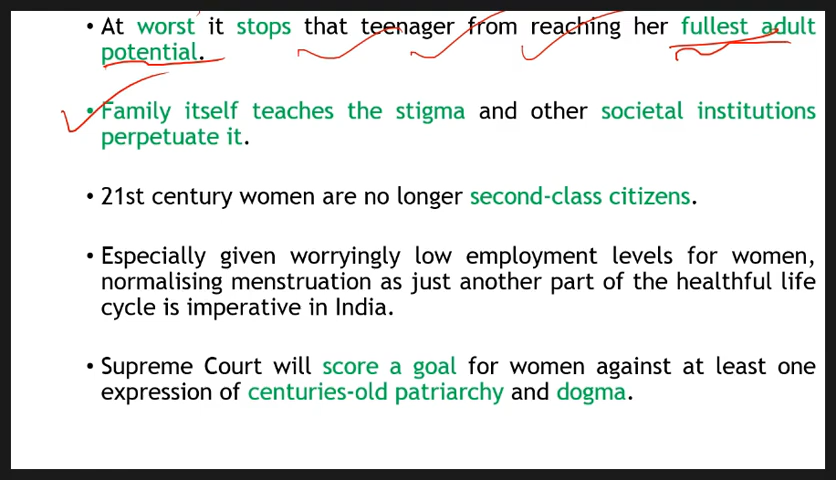 • At worst it stops that teenager from reaching her fullest adult
potential.
• Family itself teaches the stigma and other societal institutions
perpetuate it.
• 21st century women are no longer second-class citizens.
• Especially given worryingly low employment levels for women,
normalising menstruation as just another part of the healthful life
cycle is imperative in India.
• Supreme Court will score a goal for women against at least one
expression of centuries-old patriarchy and dogma.